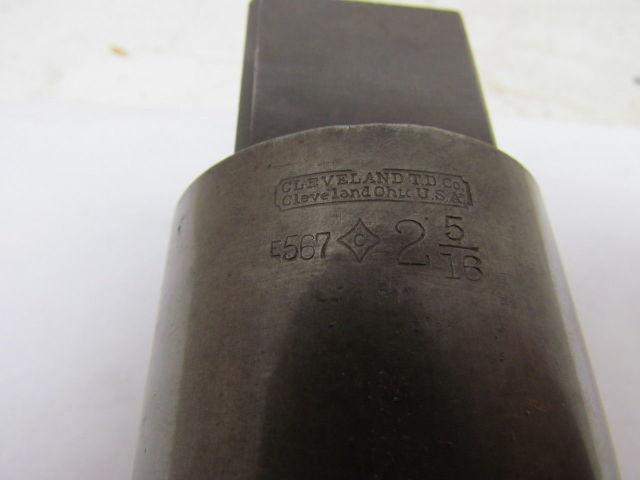 CLEVELAND T.D Co.
Cleveland Ohio U.S.A.
E567 C 2 5/16